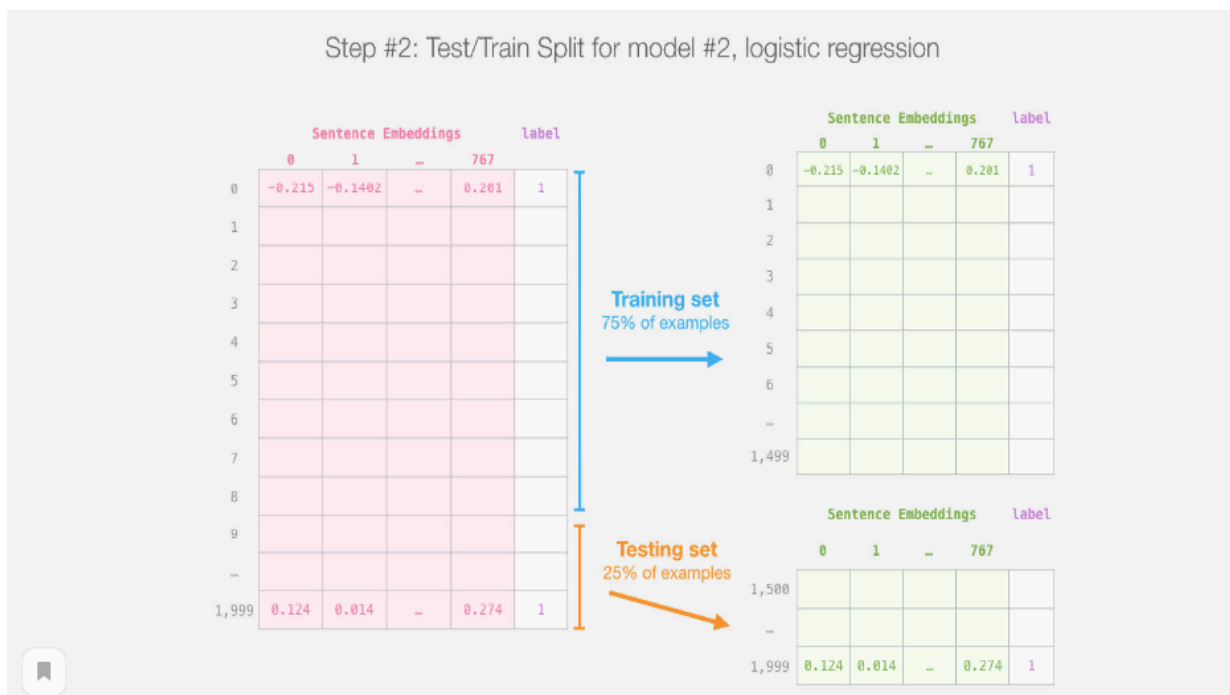 Step #2: Test/Train Split for model #2, logistic regression
Sentence Embeddings label
0 1 … 767
0 -0.215 -0.1402 … 0.201 1
1
2
3
4
5
6
7
8
9
…
1,999 0.124 0.014 … 0.274 1
Training set
75% of examples
Testing set
25% of examples
Sentence Embeddings label
0 1 … 767
0 -0.215 -0.1402 … 0.201 1
1
2
3
4
5
6
…
1,499
Sentence Embeddings label
0 1 … 767
1,500
…
1,999 0.124 0.014 … 0.274 1